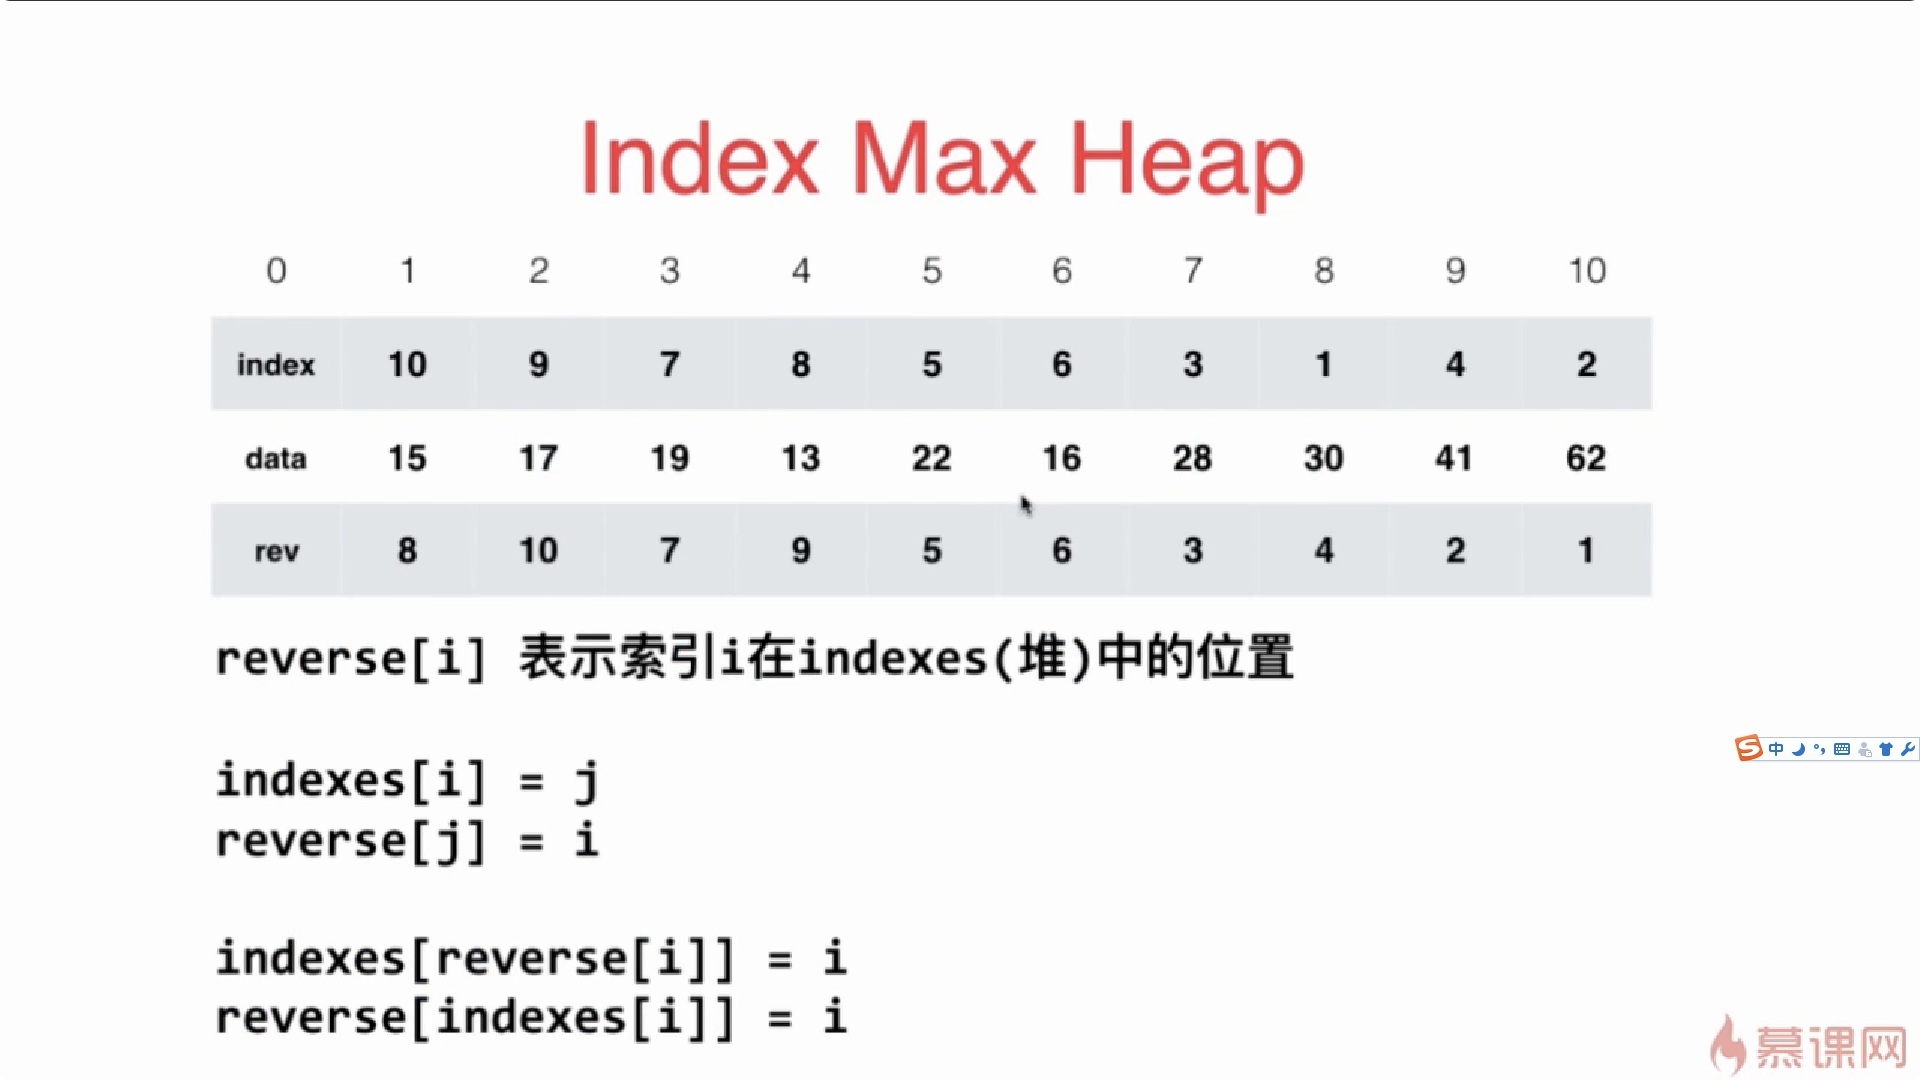 Index Max Heap
0 1 2 3 4 5 6 7 8 9 10
index 10 9 7 8 5 6 3 1 4 2
data 15 17 19 13 22 16 28 30 41 62
rev 8 10 7 9 5 6 3 4 2 1
reverse[i] 表示索引i在indexes(堆)中的位置
indexes[i] = j
reverse[j] = i
indexes[reverse[i]] = i
reverse[indexes[i]] = i
S 中
慕课网